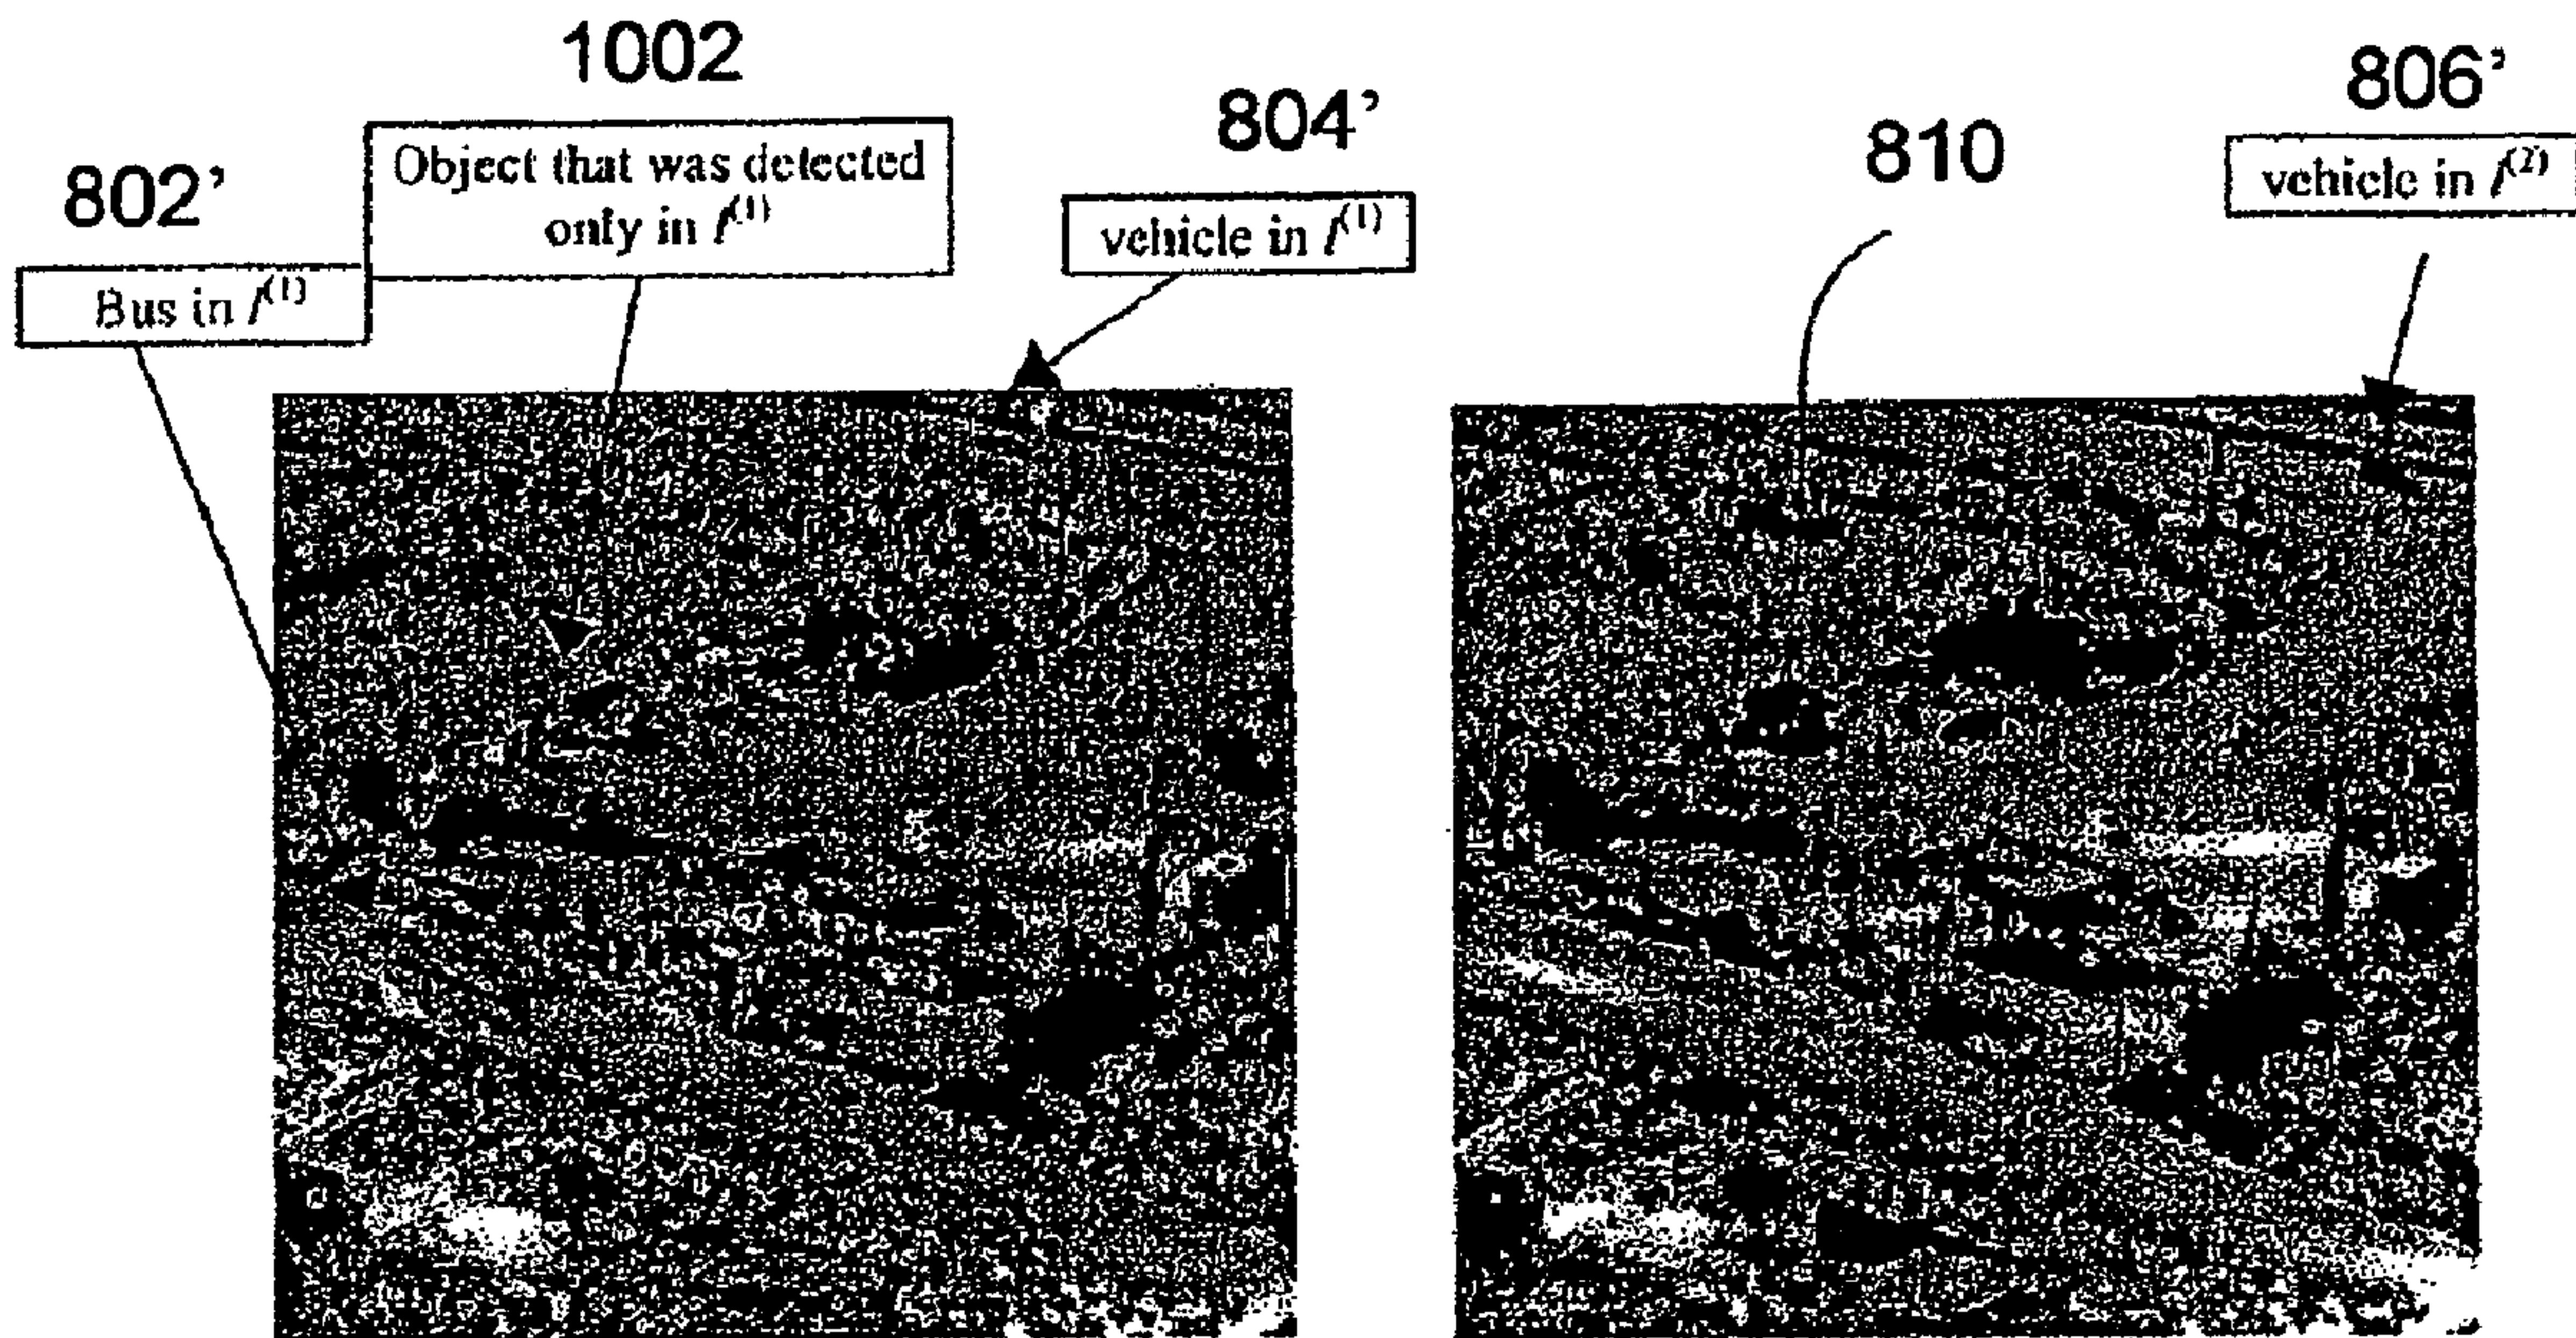 1002
Object that was detected
only in I⁽¹⁾
802'
Bus in I⁽¹⁾
804'
vehicle in I⁽¹⁾
810
806'
vehicle in I⁽²⁾